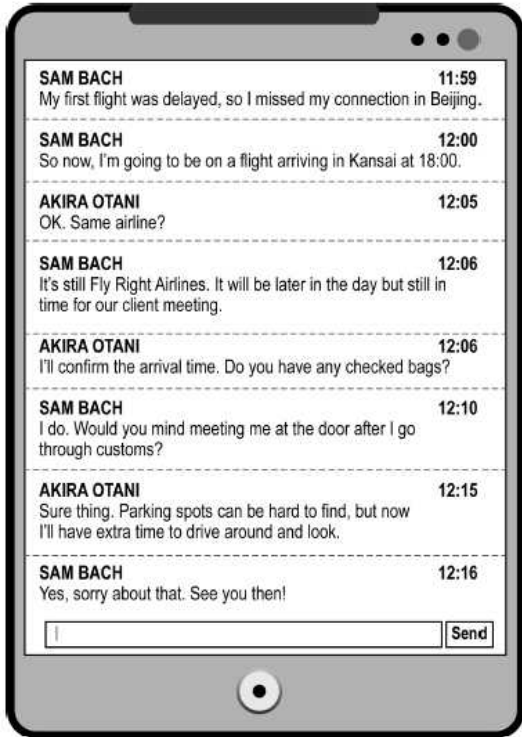 SAM BACH 11:59
My first flight was delayed, so I missed my connection in Beijing.
SAM BACH 12:00
So now, I'm going to be on a flight arriving in Kansai at 18:00.
AKIRA OTANI 12:05
OK. Same airline?
SAM BACH 12:06
It's still Fly Right Airlines. It will be later in the day but still in
time for our client meeting.
AKIRA OTANI 12:06
I'll confirm the arrival time. Do you have any checked bags?
SAM BACH 12:10
I do. Would you mind meeting me at the door after I go
through customs?
AKIRA OTANI 12:15
Sure thing. Parking spots can be hard to find, but now
I'll have extra time to drive around and look.
SAM BACH 12:16
Yes, sorry about that. See you then!
Send